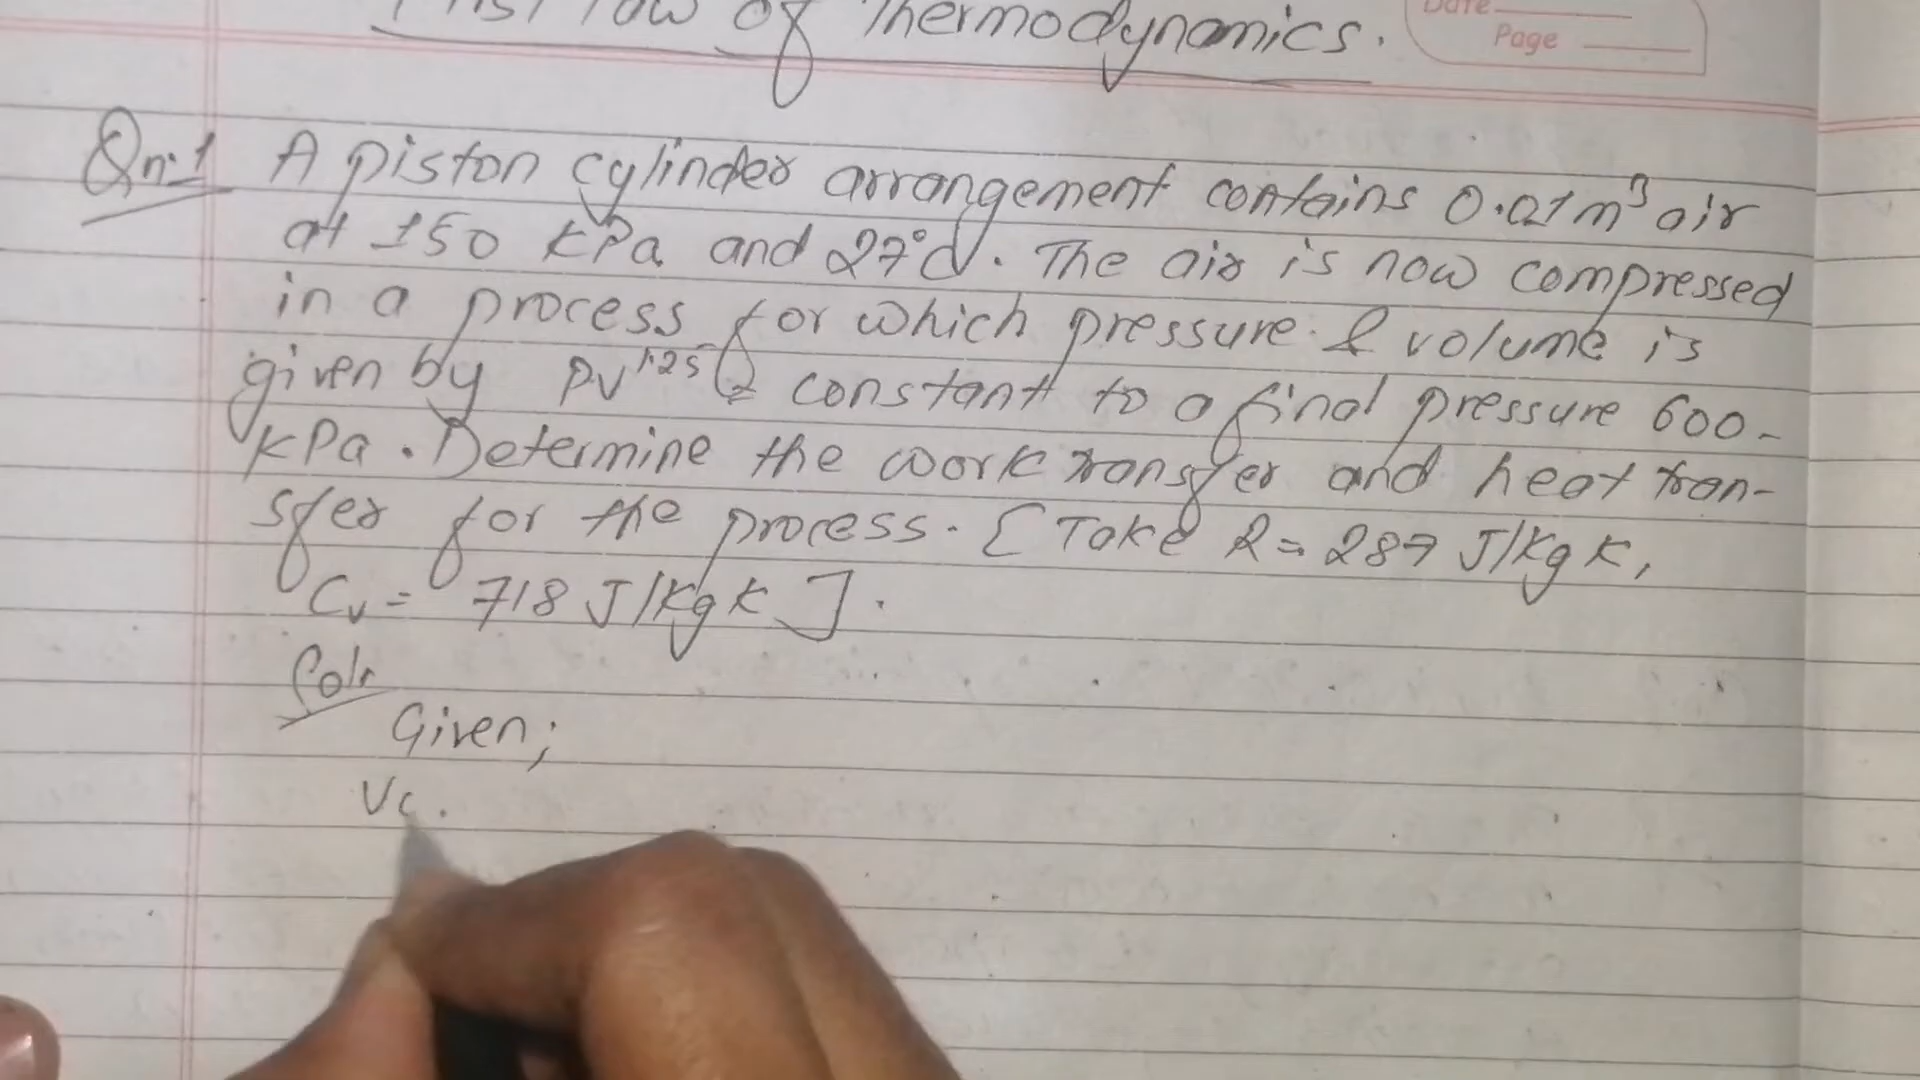 First law of Thermodynamics.
Date
Page
Qn.1 A piston cylinder arrangement contains 0.01m³ air
at 150 kPa and 27°C. The air is now compressed
in a process for which pressure & volume is
given by PV^1.25 = constant to a final pressure 600-
kPa. Determine the work transfer and heat tran-
sfer for the process. [Take R = 287 J/kg K,
Cv = 718 J/kg K].
Soln
Given;
Vc.